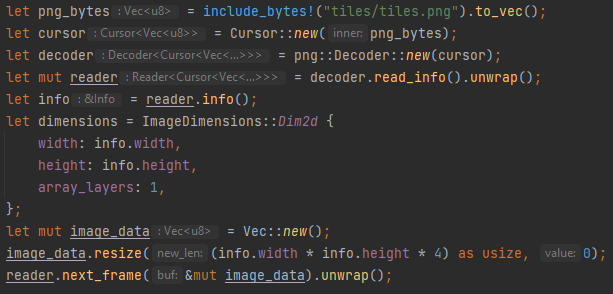 let png_bytes : Vec<u8> = include_bytes!("tiles/tiles.png").to_vec();
let cursor : Cursor<Vec<u8>> = Cursor::new( inner: png_bytes);
let decoder : Decoder<Cursor<Vec<...>>> = png::Decoder::new(cursor);
let mut reader : Reader<Cursor<Vec<...>>> = decoder.read_info().unwrap();
let info : &Info = reader.info();
let dimensions = ImageDimensions::Dim2d {
    width: info.width,
    height: info.height,
    array_layers: 1,
};
let mut image_data : Vec<u8> = Vec::new();
image_data.resize( new_len: (info.width * info.height * 4) as usize, value: 0);
reader.next_frame( buf: &mut image_data).unwrap();